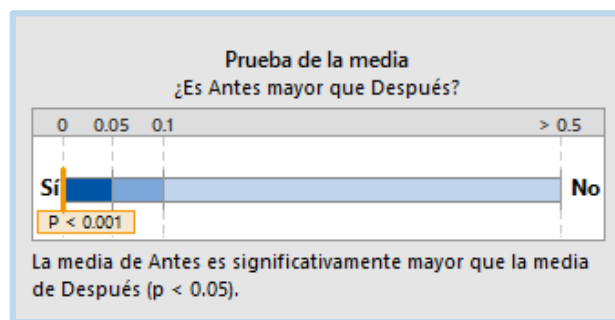 Prueba de la media
¿Es Antes mayor que Después?
0 0.05 0.1 > 0.5
Sí No
P < 0.001
La media de Antes es significativamente mayor que la media
de Después (p < 0.05).